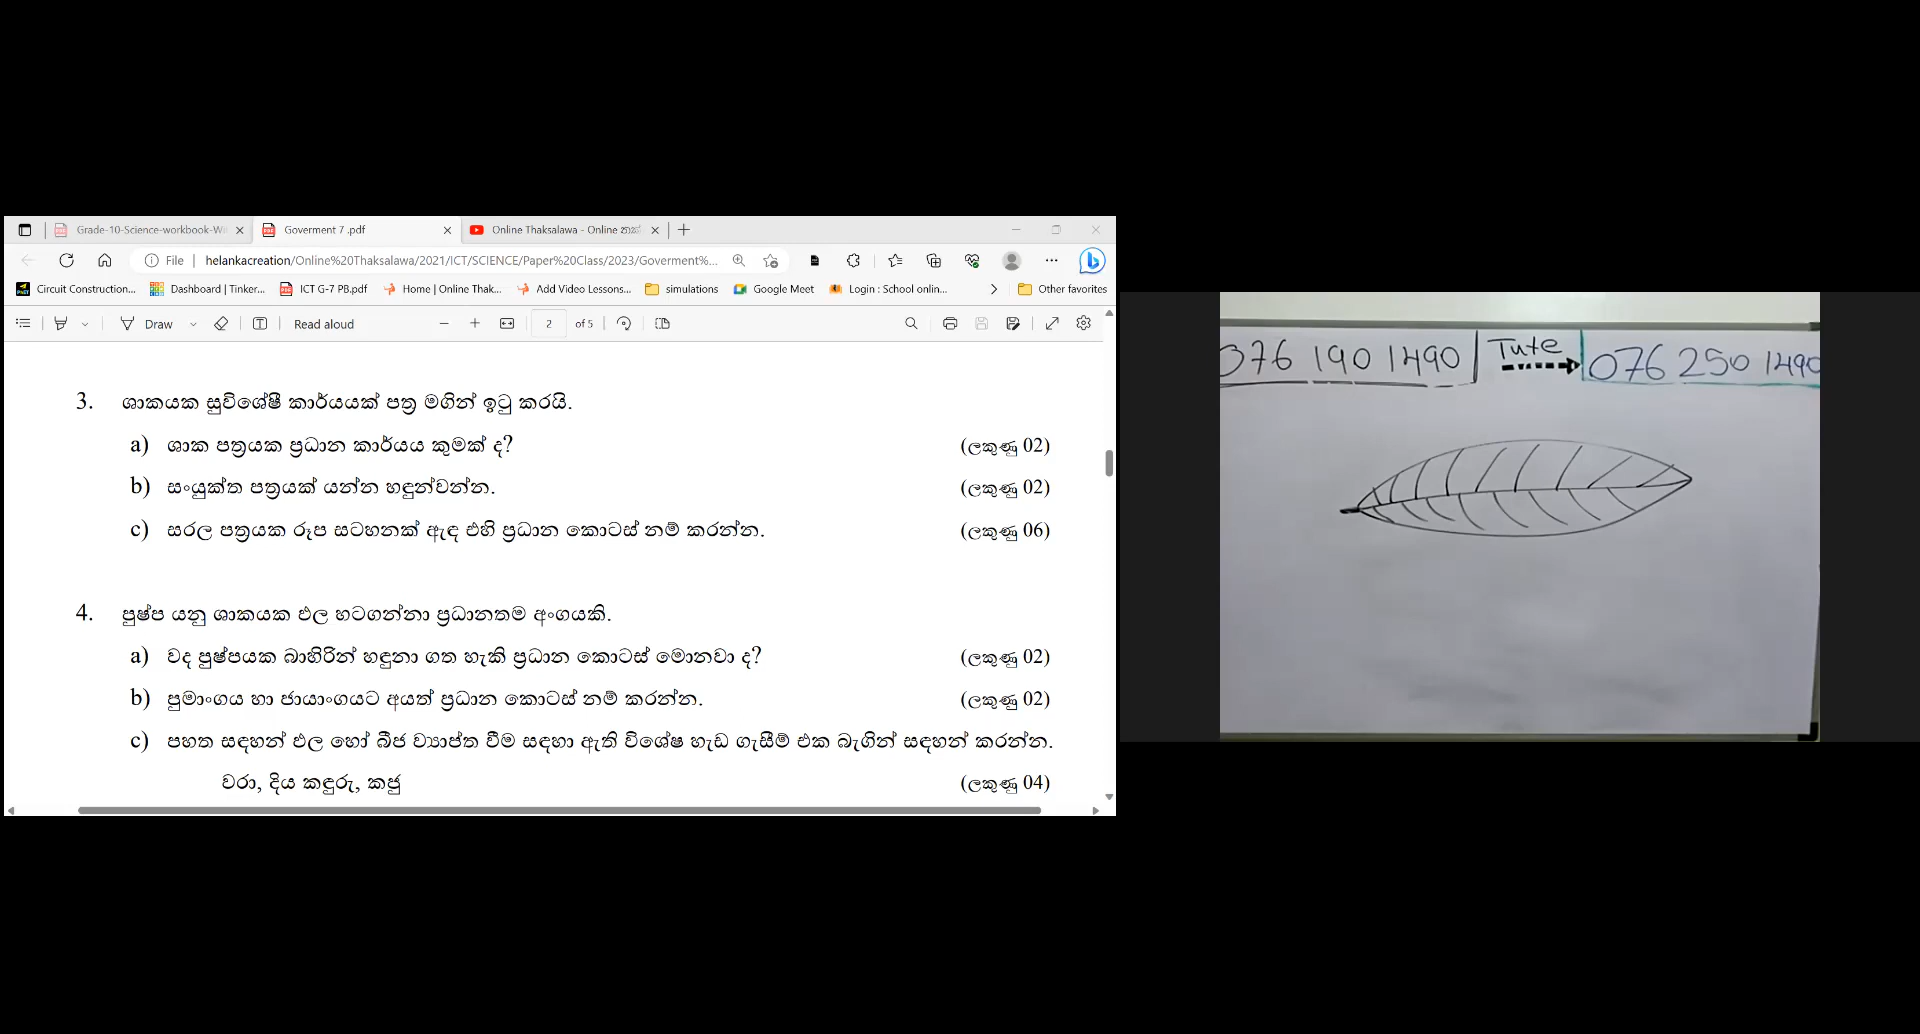 Grade-10-Science-workbook-Wi
Goverment 7 .pdf
Online Thaksalawa - Online
File
helankacreation/Online%20Thaksalawa/2021/ICT/SCIENCE/Paper%20Class/2023/Goverment%...
Circuit Construction...
Dashboard | Tinker...
ICT G-7 PB.pdf
Home | Online Thak...
Add Video Lessons...
simulations
Google Meet
Login : School onlin...
Other favorites
Draw
Read aloud
2 of 5
3. ශාකයක සුවිශේෂී කාර්යයක් පත්‍ර මගින් ඉටු කරයි.
a) ශාක පත්‍රයක ප්‍රධාන කාර්යය කුමක් ද? (ලකුණු 02)
b) සංයුක්ත පත්‍රයක් යන්න හඳුන්වන්න. (ලකුණු 02)
c) සරල පත්‍රයක රූප සටහනක් ඇඳ එහි ප්‍රධාන කොටස් නම් කරන්න. (ලකුණු 06)
4. පුෂ්ප යනු ශාකයක ඵල හටගන්නා ප්‍රධානතම අංගයකි.
a) වද පුෂ්පයක බාහිරින් හඳුනා ගත හැකි ප්‍රධාන කොටස් මොනවා ද? (ලකුණු 02)
b) පුමාංගය හා ජායාංගයට අයත් ප්‍රධාන කොටස් නම් කරන්න. (ලකුණු 02)
c) පහත සඳහන් ඵල හෝ බීජ ව්‍යාප්ත වීම සඳහා ඇති විශේෂ හැඩ ගැසීම් එක බැගින් සඳහන් කරන්න.
වරා, දිය කඳුරු, කජු (ලකුණු 04)
076 190 1490 Tute 076 250 1490